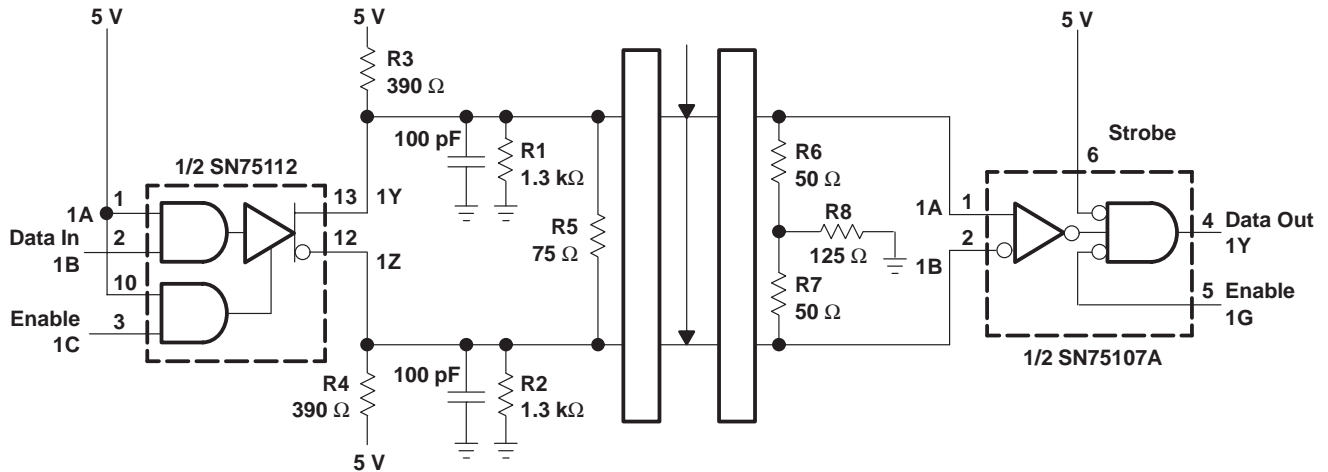 5 V
5 V
5 V
R3
390 Ω
100 pF
R1
1.3 kΩ
Strobe
6
R6
50 Ω
1/2 SN75112
1
13
1Y
1A
Data In
2
1B
12
1Z
R5
75 Ω
R8
125 Ω
1A
1
2
1B
4
Data Out
1Y
10
Enable
3
1C
R7
50 Ω
5
Enable
1G
1/2 SN75107A
R4
390 Ω
100 pF
R2
1.3 kΩ
5 V